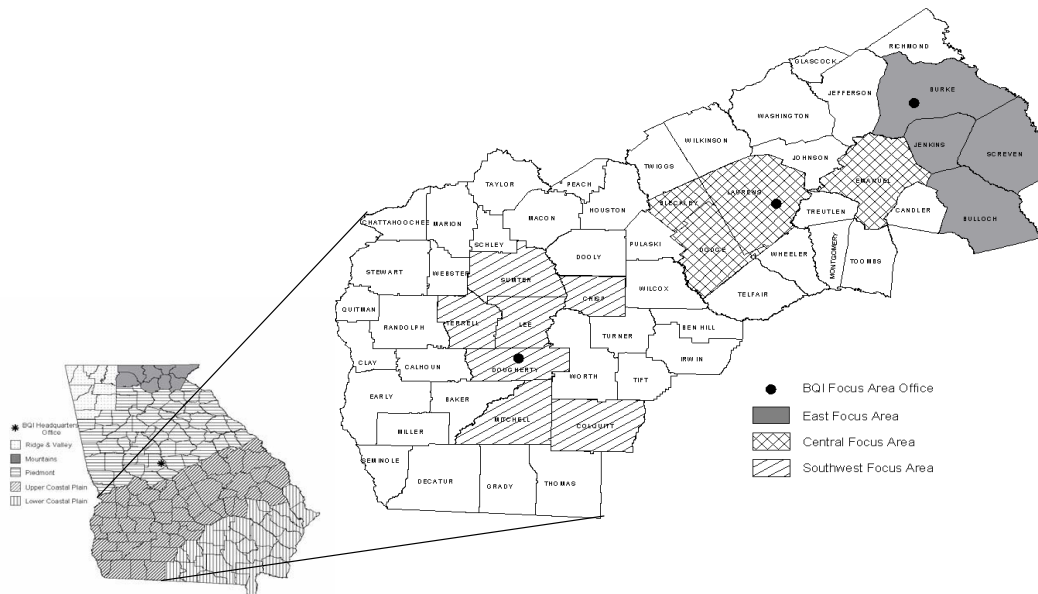 RICHMOND
GLASCOCK
BURKE
JEFFERSON
WASHINGTON
WILKINSON
JENKINS
SCREVEN
JOHNSON
TWIGGS
EMANUEL
TAYLOR
PEACH
LAURENS
HOUSTON
BLECKLEY
CANDLER
BULLOCH
MACON
TREUTLEN
CHATTAHOOCHEE
MARION
SCHLEY
PULASKI
DODGE
DOOLY
WHEELER
MONTGOMERY
TOOMBS
STEWART
WEBSTER
SUMTER
CRISP
WILCOX
TELFAIR
QUITMAN
RANDOLPH
TERRELL
LEE
TURNER
BEN HILL
IRWIN
CLAY
CALHOUN
DOUGHERTY
WORTH
TIFT
EARLY
BAKER
MITCHELL
COLQUITT
MILLER
SEMINOLE
DECATUR
GRADY
THOMAS
BQI Focus Area Office
East Focus Area
Central Focus Area
Southwest Focus Area
BQI Headquarters
Office
Ridge & Valley
Mountains
Piedmont
Upper Coastal Plain
Lower Coastal Plain